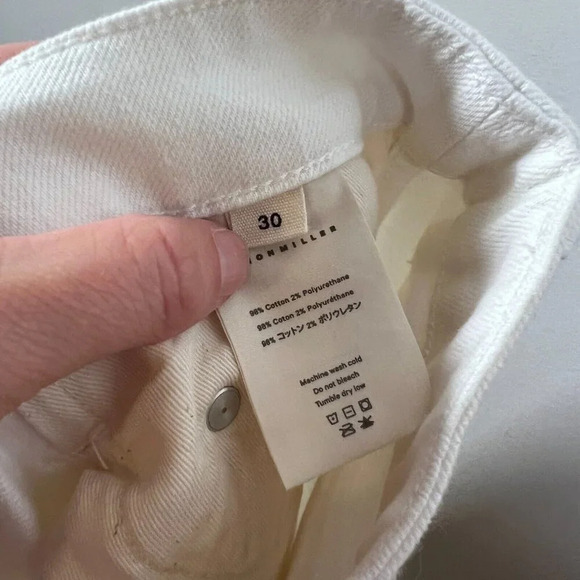 30
IONMILLER
98% Cotton 2% Polyurethane
98% Coton 2% Polyuréthane
98% コットン 2% ポリウレタン
Machine wash cold
Do not bleach
Tumble dry low